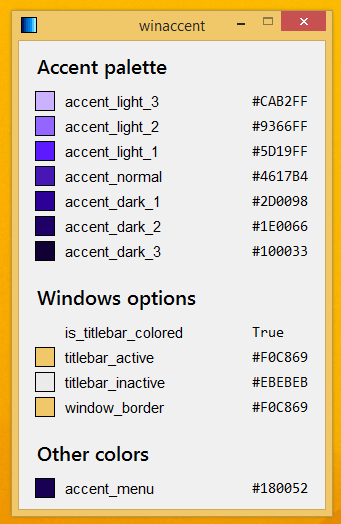 winaccent
Accent palette
accent_light_3 #CAB2FF
accent_light_2 #9366FF
accent_light_1 #5D19FF
accent_normal #4617B4
accent_dark_1 #2D0098
accent_dark_2 #1E0066
accent_dark_3 #100033
Windows options
is_titlebar_colored True
titlebar_active #F0C869
titlebar_inactive #EBEBEB
window_border #F0C869
Other colors
accent_menu #180052